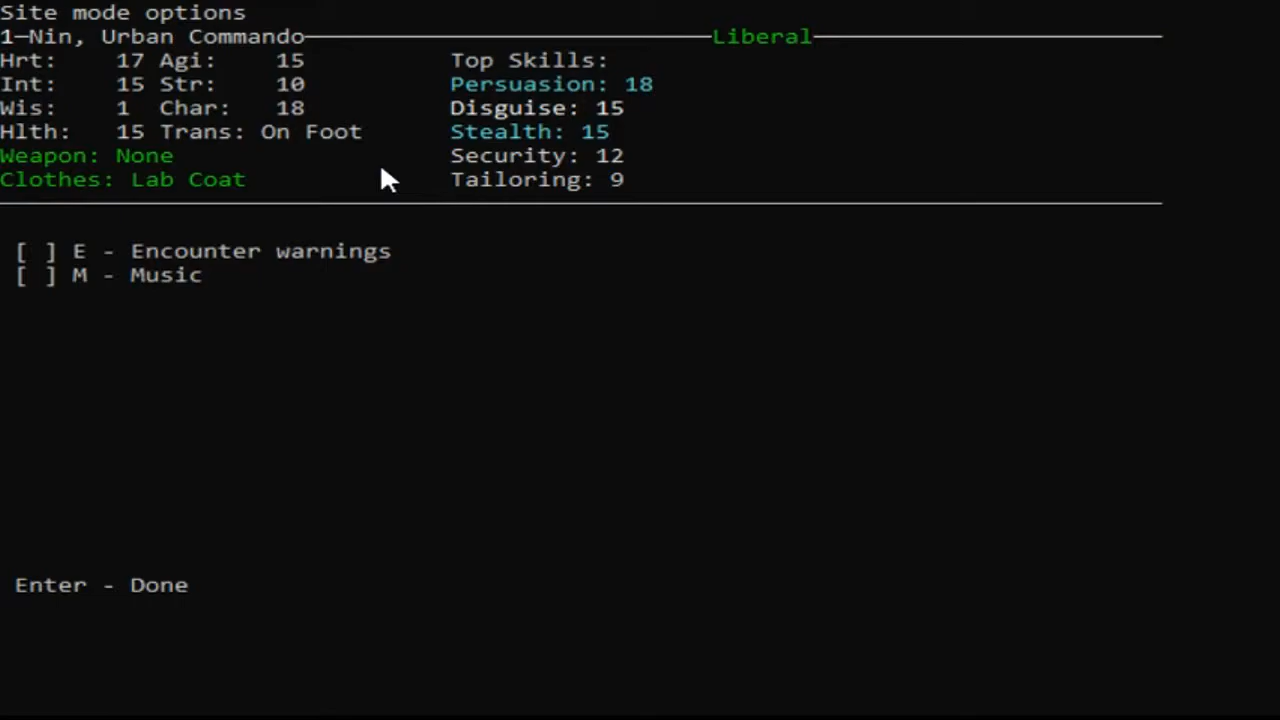 Site mode options
1—Nin, Urban Commando Liberal
Hrt: 17 Agi: 15 Top Skills:
Int: 15 Str: 10 Persuasion: 18
Wis: 1 Char: 18 Disguise: 15
Hlth: 15 Trans: On Foot Stealth: 15
Weapon: None Security: 12
Clothes: Lab Coat Tailoring: 9
[ ] E - Encounter warnings
[ ] M - Music
Enter - Done